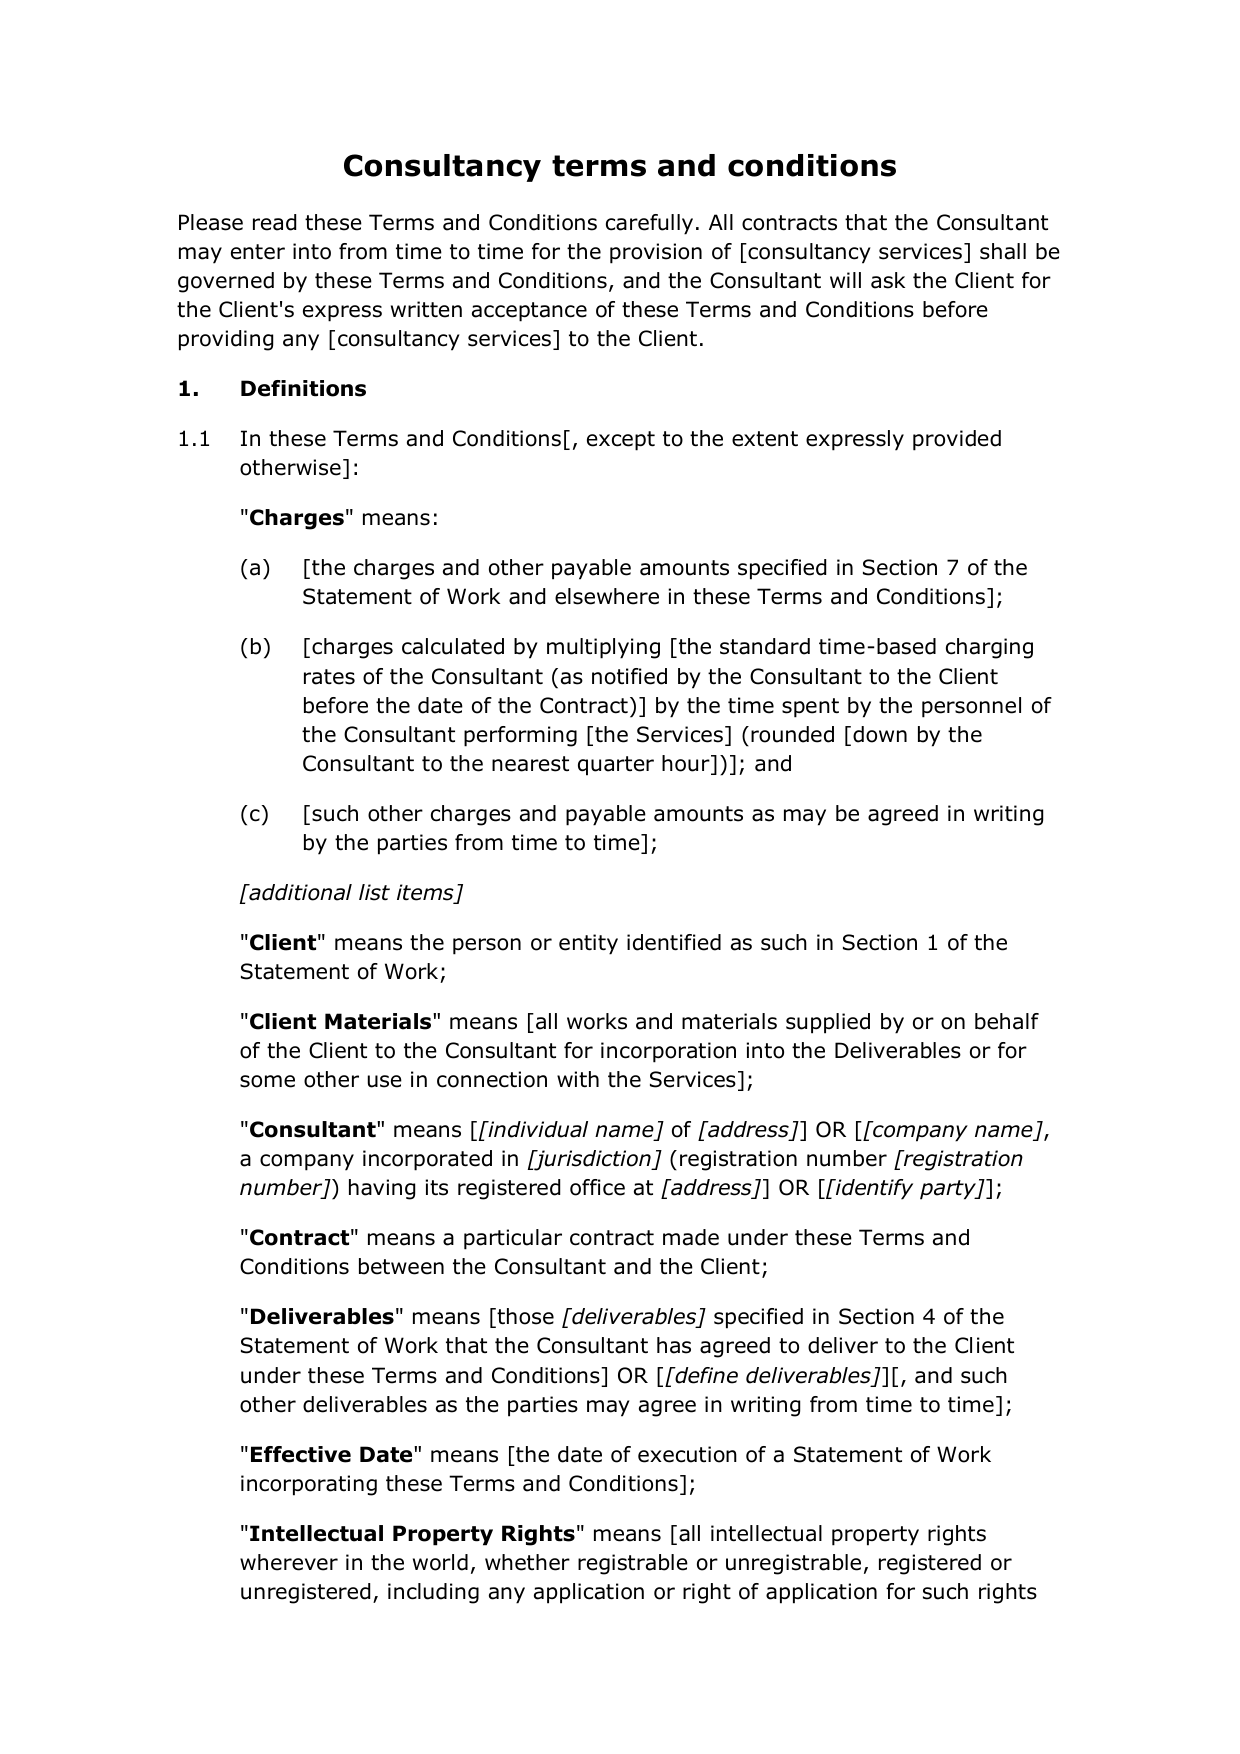 Consultancy terms and conditions
Please read these Terms and Conditions carefully. All contracts that the Consultant
may enter into from time to time for the provision of [consultancy services] shall be
governed by these Terms and Conditions, and the Consultant will ask the Client for
the Client's express written acceptance of these Terms and Conditions before
providing any [consultancy services] to the Client.
1. Definitions
1.1 In these Terms and Conditions[, except to the extent expressly provided
otherwise]:
"Charges" means:
(a) [the charges and other payable amounts specified in Section 7 of the
Statement of Work and elsewhere in these Terms and Conditions];
(b) [charges calculated by multiplying [the standard time-based charging
rates of the Consultant (as notified by the Consultant to the Client
before the date of the Contract)] by the time spent by the personnel of
the Consultant performing [the Services] (rounded [down by the
Consultant to the nearest quarter hour])]; and
(c) [such other charges and payable amounts as may be agreed in writing
by the parties from time to time];
[additional list items]
"Client" means the person or entity identified as such in Section 1 of the
Statement of Work;
"Client Materials" means [all works and materials supplied by or on behalf
of the Client to the Consultant for incorporation into the Deliverables or for
some other use in connection with the Services];
"Consultant" means [[individual name] of [address]] OR [[company name],
a company incorporated in [jurisdiction] (registration number [registration
number]) having its registered office at [address]] OR [[identify party]];
"Contract" means a particular contract made under these Terms and
Conditions between the Consultant and the Client;
"Deliverables" means [those [deliverables] specified in Section 4 of the
Statement of Work that the Consultant has agreed to deliver to the Client
under these Terms and Conditions] OR [[define deliverables]][, and such
other deliverables as the parties may agree in writing from time to time];
"Effective Date" means [the date of execution of a Statement of Work
incorporating these Terms and Conditions];
"Intellectual Property Rights" means [all intellectual property rights
wherever in the world, whether registrable or unregistrable, registered or
unregistered, including any application or right of application for such rights